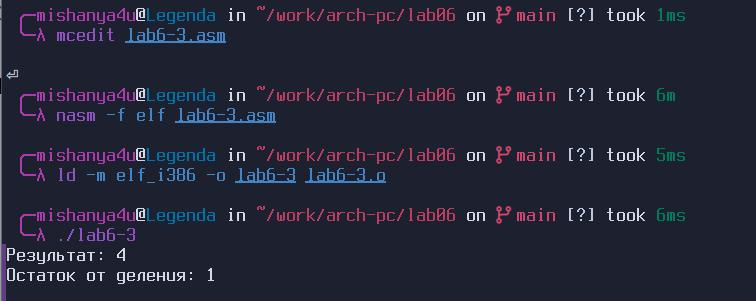 mishanya4u@Legenda in ~/work/arch-pc/lab06 on main [?] took 1ms
λ mcedit lab6-3.asm
⏎
mishanya4u@Legenda in ~/work/arch-pc/lab06 on main [?] took 6m
λ nasm -f elf lab6-3.asm
mishanya4u@Legenda in ~/work/arch-pc/lab06 on main [?] took 5ms
λ ld -m elf_i386 -o lab6-3 lab6-3.o
mishanya4u@Legenda in ~/work/arch-pc/lab06 on main [?] took 6ms
λ ./lab6-3
Результат: 4
Остаток от деления: 1